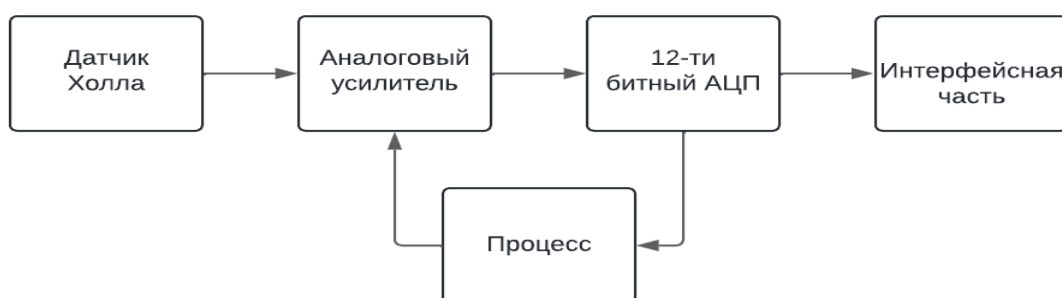 Датчик
Холла
Аналоговый
усилитель
12-ти
битный АЦП
Интерфейсная
часть
Процесс